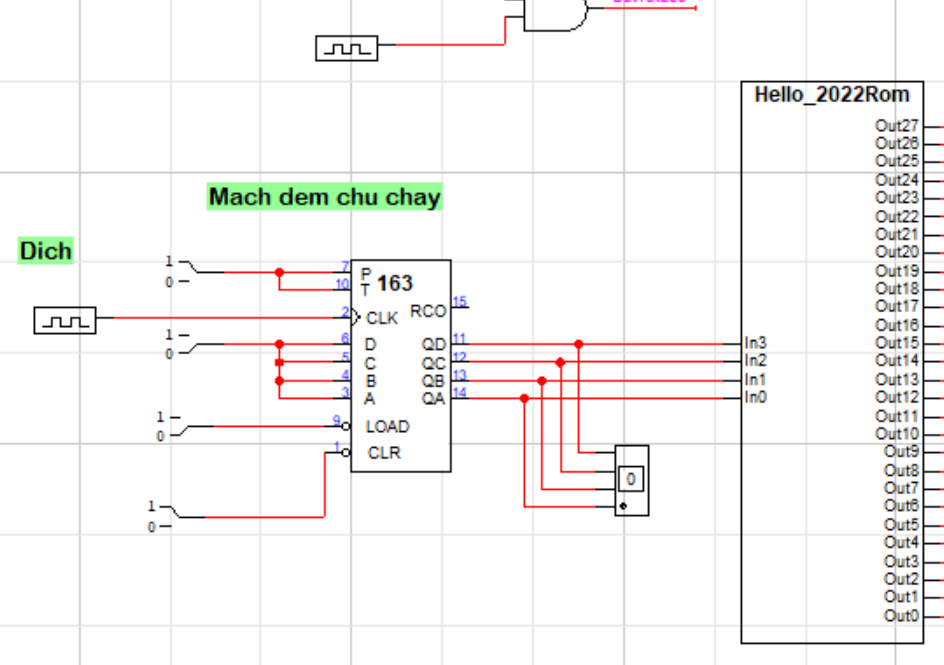 Hello_2022Rom
Out27
Out26
Out25
Out24
Out23
Out22
Out21
Out20
Out19
Out18
Out17
Out16
Out15
Out14
Out13
Out12
Out11
Out10
Out9
Out8
Out7
Out6
Out5
Out4
Out3
Out2
Out1
Out0
In3
In2
In1
In0
Mach dem chu chay
Dich
1
0
1
0
1
0
1
0
7
10
2
6
5
4
3
9
1
P
T
163
CLK
RCO
15
D
QD
11
C
QC
12
B
QB
13
A
QA
14
LOAD
CLR
0